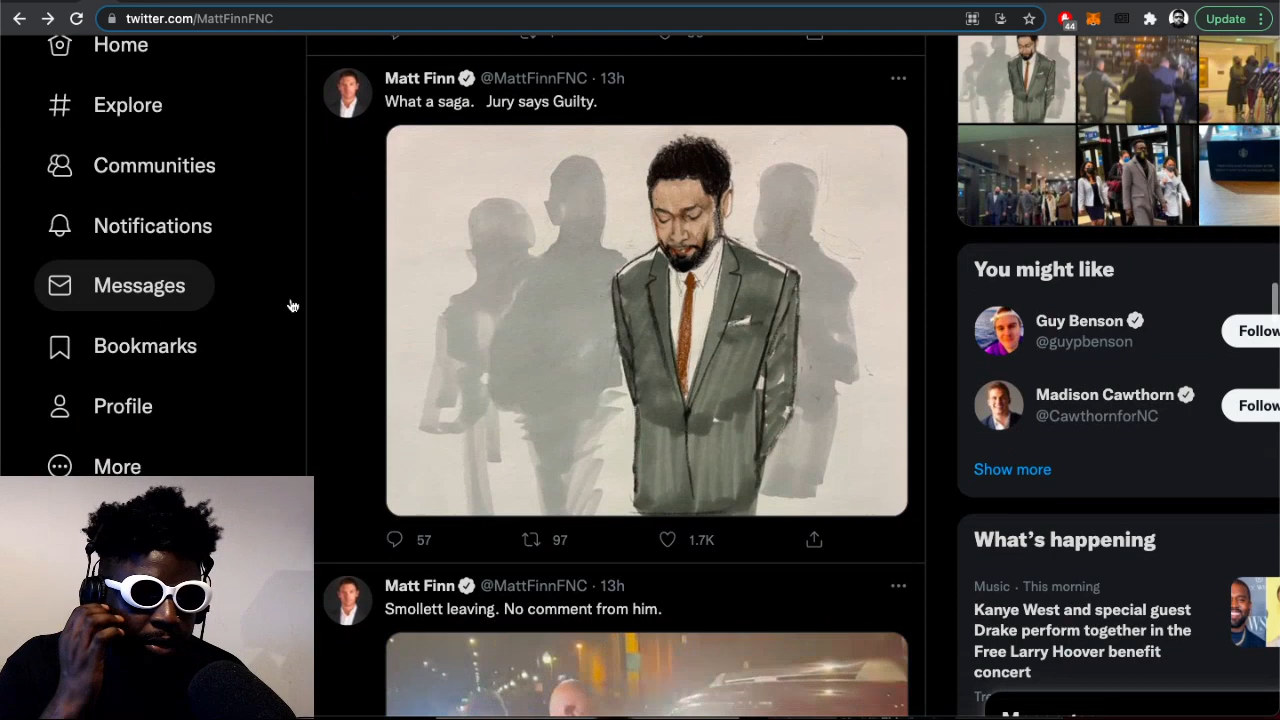 twitter.com/MattFinnFNC
44
Update
Home
Explore
Communities
Notifications
Messages
Bookmarks
Profile
More
Matt Finn @MattFinnFNC · 13h
What a saga. Jury says Guilty.
57
97
1.7K
Matt Finn @MattFinnFNC · 13h
Smollett leaving. No comment from him.
You might like
Guy Benson
@guypbenson
Follow
Madison Cawthorn
@CawthornforNC
Follow
Show more
What's happening
Music · This morning
Kanye West and special guest
Drake perform together in the
Free Larry Hoover benefit
concert